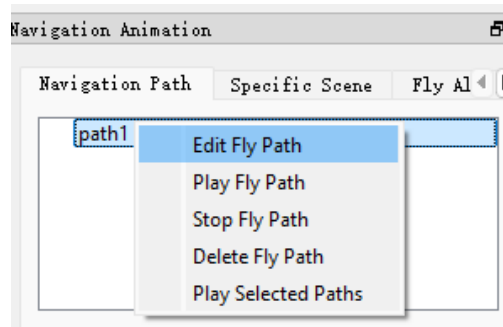 Navigation Animation
Navigation Path Specific Scene Fly Al
path1
Edit Fly Path
Play Fly Path
Stop Fly Path
Delete Fly Path
Play Selected Paths